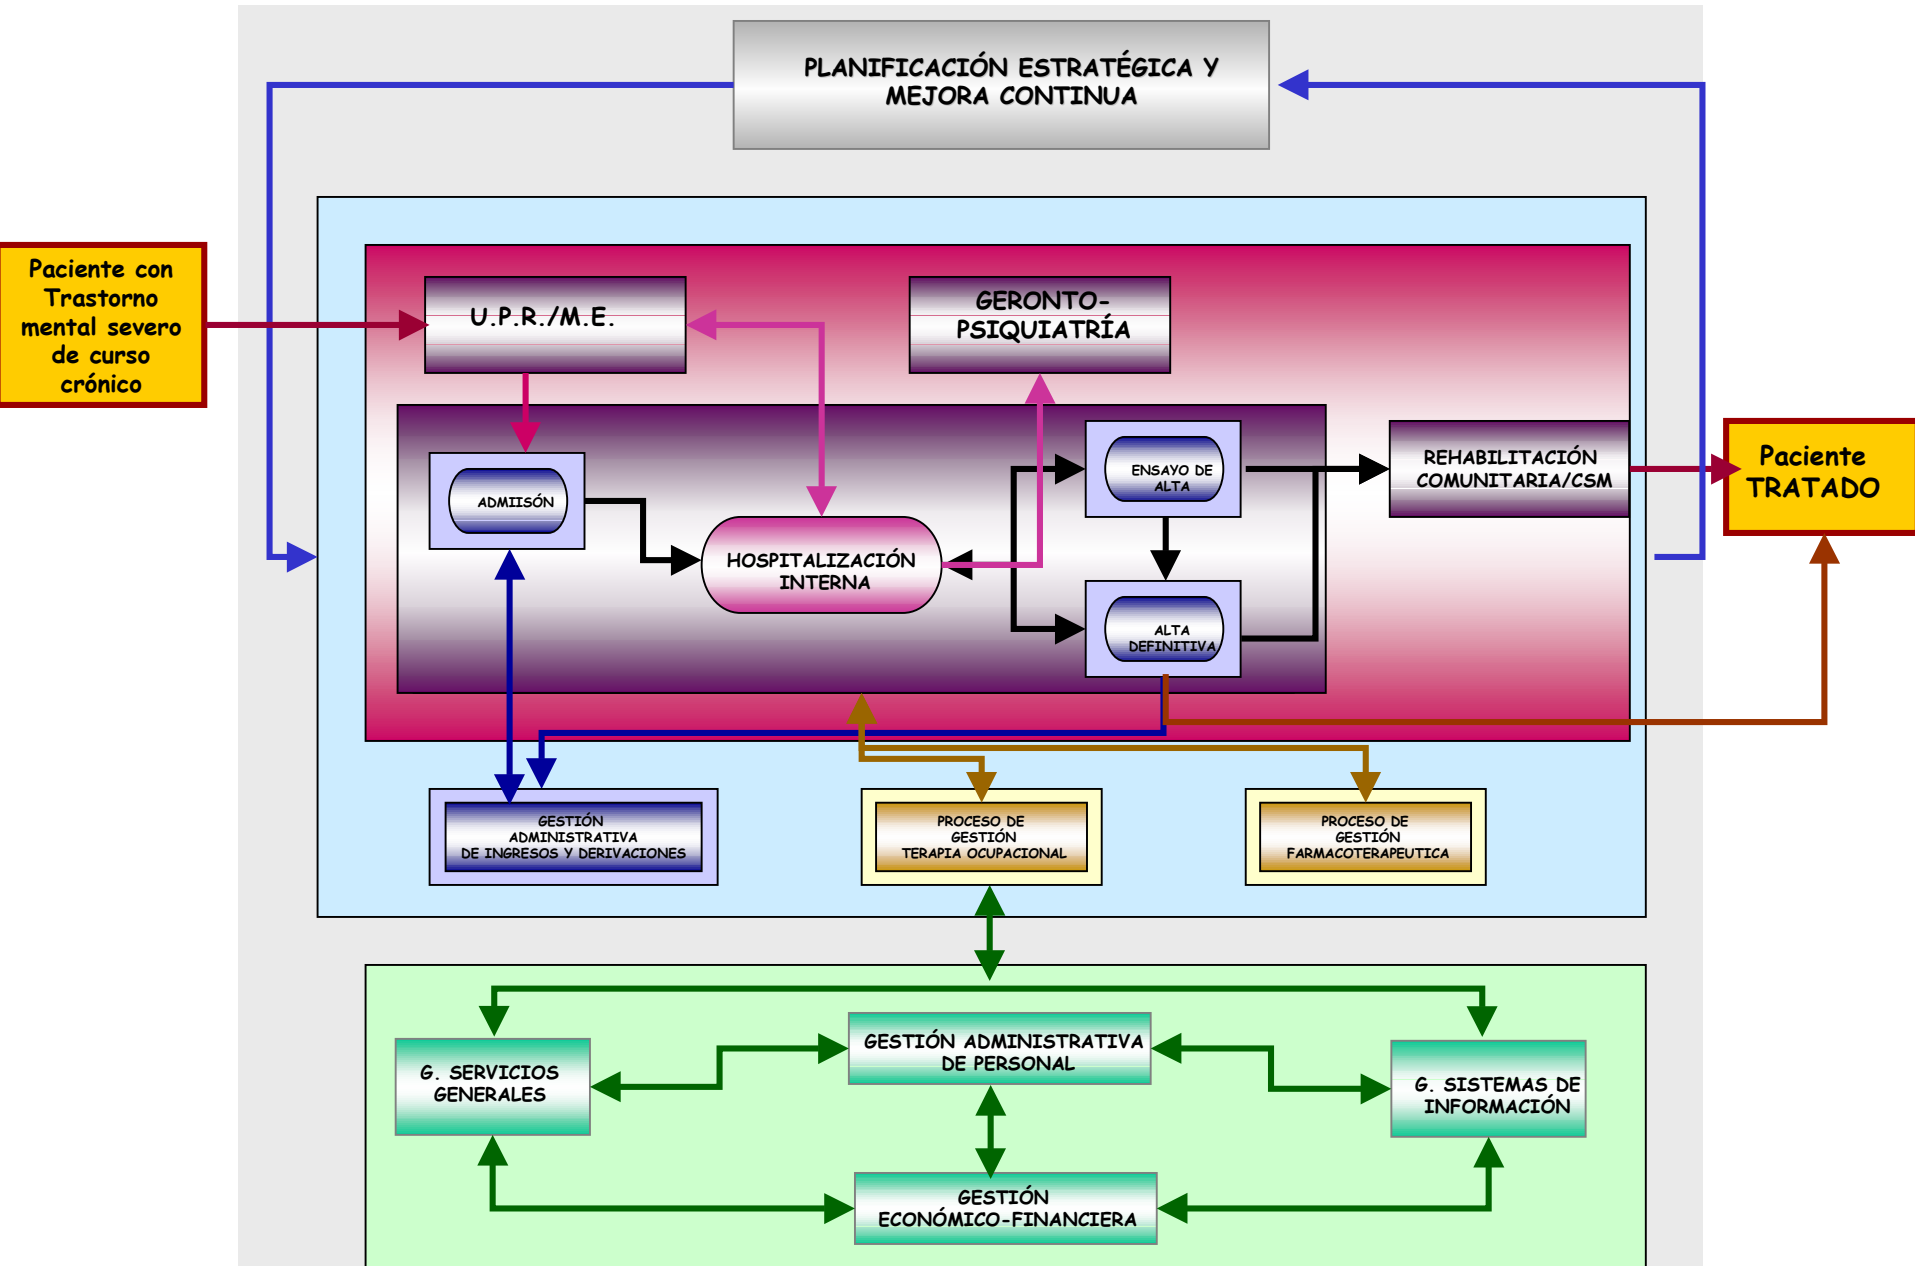 PLANIFICACIÓN ESTRATÉGICA Y
MEJORA CONTINUA
Paciente con
Trastorno
mental severo
de curso
crónico
U.P.R./M.E.
GERONTO-
PSIQUIATRÍA
ADMIISÓN
HOSPITALIZACIÓN
INTERNA
ENSAYO DE
ALTA
ALTA
DEFINITIVA
REHABILITACIÓN
COMUNITARIA/CSM
Paciente
TRATADO
GESTIÓN
ADMINISTRATIVA
DE INGRESOS Y DERIVACIONES
PROCESO DE
GESTIÓN
TERAPIA OCUPACIONAL
PROCESO DE
GESTIÓN
FARMACOTERAPEUTICA
G. SERVICIOS
GENERALES
GESTIÓN ADMINISTRATIVA
DE PERSONAL
G. SISTEMAS DE
INFORMACIÓN
GESTIÓN
ECONÓMICO-FINANCIERA